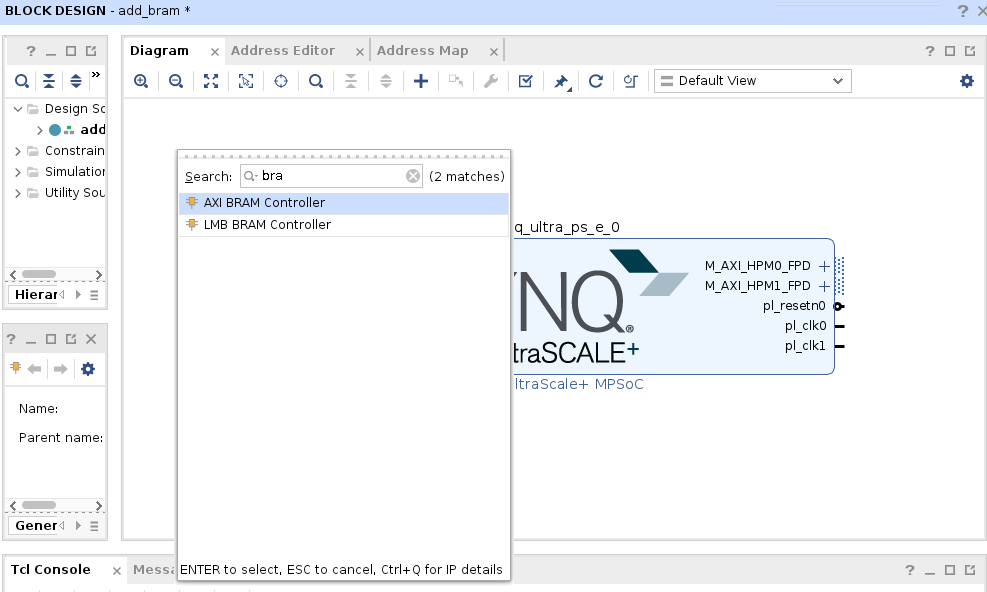 BLOCK DESIGN - add_bram *
Diagram
Address Editor
Address Map
Default View
Design Sc
add
Constrain
Simulation
Utility Sou
Hierar
Search: bra (2 matches)
AXI BRAM Controller
LMB BRAM Controller
ENTER to select, ESC to cancel, Ctrl+Q for IP details
q_ultra_ps_e_0
YNQ®
traSCALE+
M_AXI_HPM0_FPD
M_AXI_HPM1_FPD
pl_resetn0
pl_clk0
pl_clk1
ltraScale+ MPSoC
Name:
Parent name:
Gener
Tcl Console
Messa